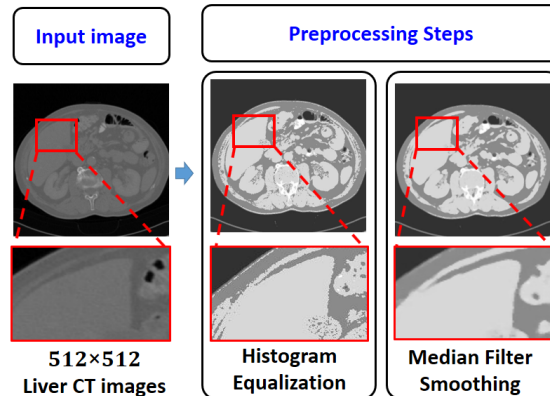 Input image
Preprocessing Steps
512×512
Liver CT images
Histogram
Equalization
Median Filter
Smoothing